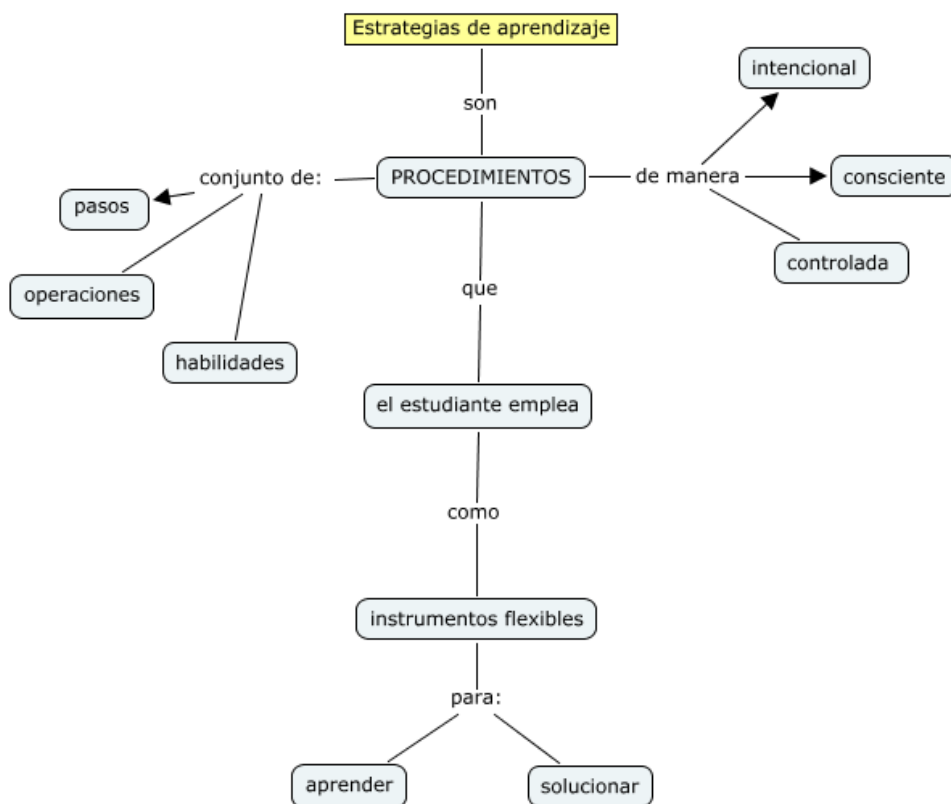 Estrategias de aprendizaje
son
intencional
conjunto de:
PROCEDIMIENTOS
de manera
consciente
pasos
controlada
operaciones
que
habilidades
el estudiante emplea
como
instrumentos flexibles
para:
aprender
solucionar